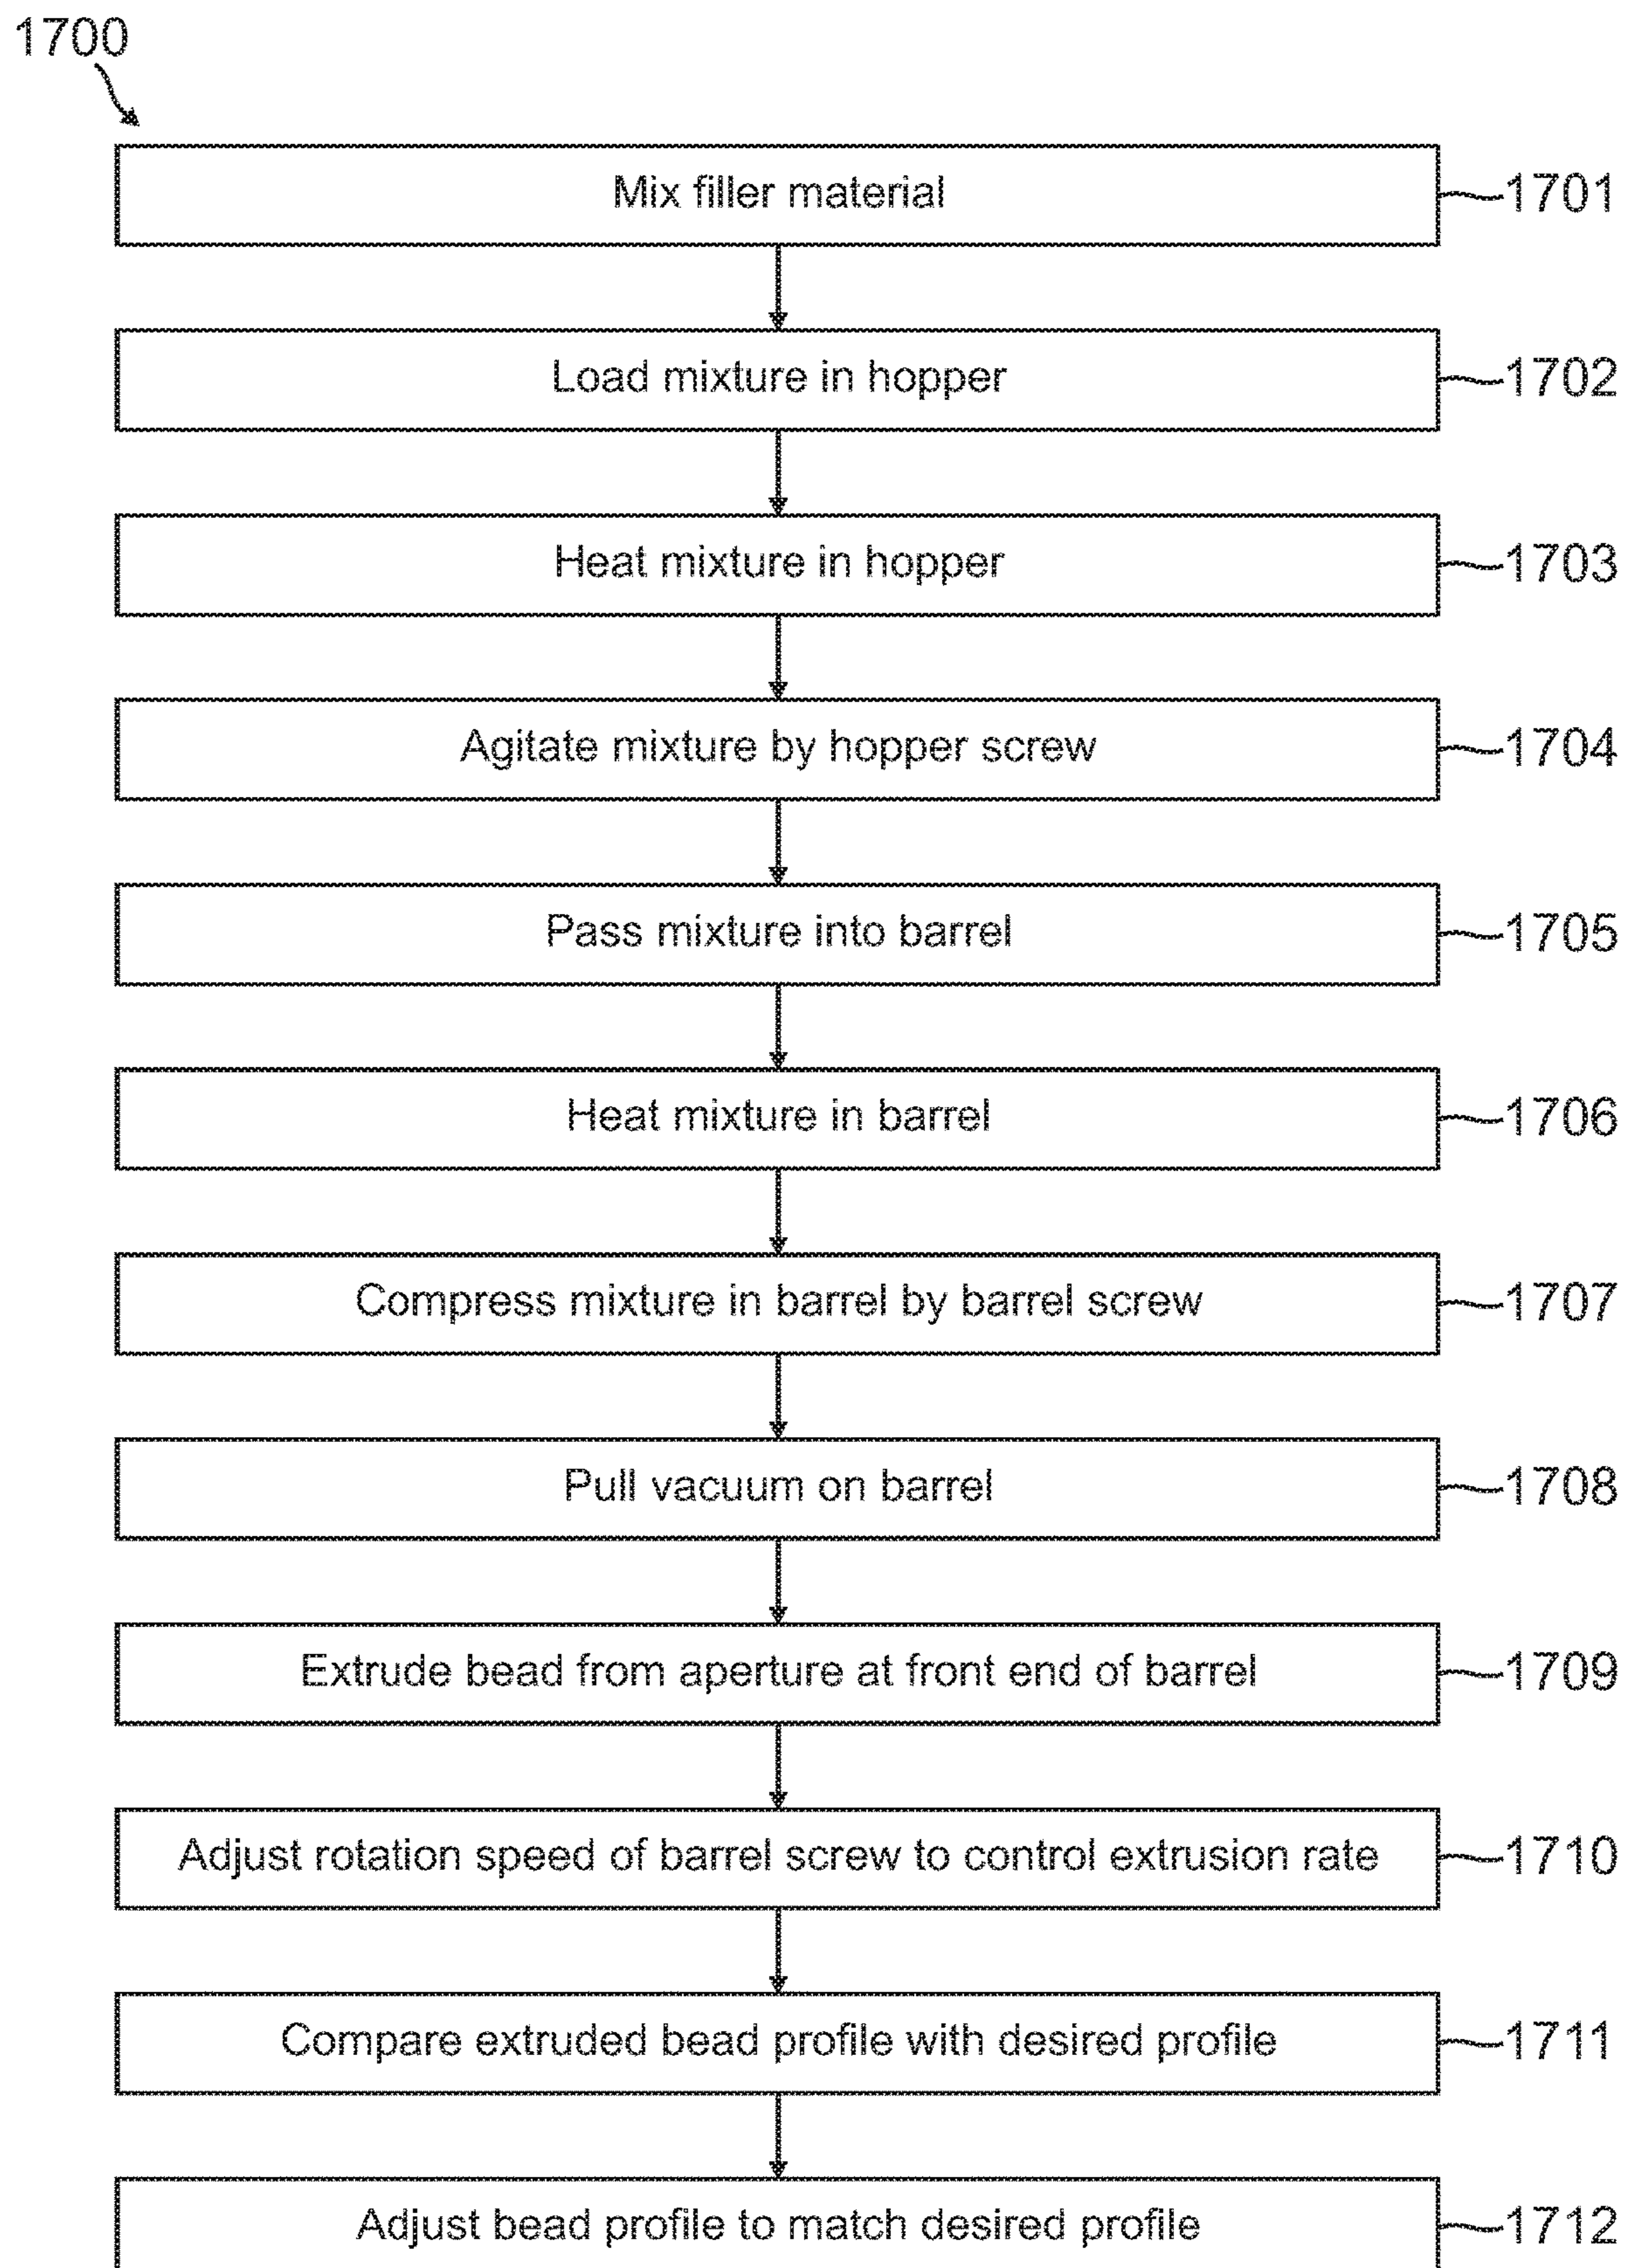 1700
Mix filler material 1701
Load mixture in hopper 1702
Heat mixture in hopper 1703
Agitate mixture by hopper screw 1704
Pass mixture into barrel 1705
Heat mixture in barrel 1706
Compress mixture in barrel by barrel screw 1707
Pull vacuum on barrel 1708
Extrude bead from aperture at front end of barrel 1709
Adjust rotation speed of barrel screw to control extrusion rate 1710
Compare extruded bead profile with desired profile 1711
Adjust bead profile to match desired profile 1712